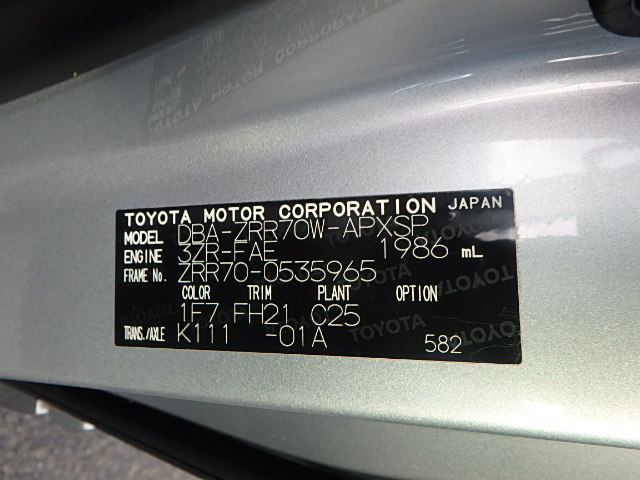 TOYOTA MOTOR CORPORATION JAPAN
MODEL DBA-ZRR70W-APXSP
ENGINE 3ZR-FAE 1986 mL
FRAME No. ZRR70-0535965
COLOR TRIM PLANT OPTION
1F7 FH21 C25
TRANS./AXLE K111 -01A
582